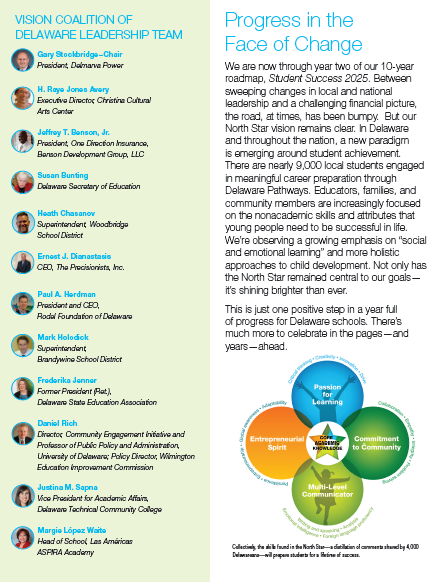 VISION COALITION OF
DELAWARE LEADERSHIP TEAM
Gary Stockbridge–Chair
President, Delmarva Power
H. Raye Jones Avery
Executive Director, Christina Cultural
Arts Center
Jeffrey T. Benson, Jr.
President, One Direction Insurance,
Benson Development Group, LLC
Susan Bunting
Delaware Secretary of Education
Heath Chasanov
Superintendent, Woodbridge
School District
Ernest J. Dianastasis
CEO, The Precisionists, Inc.
Paul A. Herdman
President and CEO,
Rodel Foundation of Delaware
Mark Holodick
Superintendent,
Brandywine School District
Frederika Jenner
Former President (Ret.),
Delaware State Education Association
Daniel Rich
Director, Community Engagement Initiative and
Professor of Public Policy and Administration,
University of Delaware; Policy Director, Wilmington
Education Improvement Commission
Justina M. Sapna
Vice President for Academic Affairs,
Delaware Technical Community College
Margie López Waite
Head of School, Las Américas
ASPIRA Academy
Progress in the
Face of Change
We are now through year two of our 10-year
roadmap, Student Success 2025. Between
sweeping changes in local and national
leadership and a challenging financial picture,
the road, at times, has been bumpy. But our
North Star vision remains clear. In Delaware
and throughout the nation, a new paradigm
is emerging around student achievement.
There are nearly 9,000 local students engaged
in meaningful career preparation through
Delaware Pathways. Educators, families, and
community members are increasingly focused
on the nonacademic skills and attributes that
young people need to be successful in life.
We're observing a growing emphasis on "social
and emotional learning" and more holistic
approaches to child development. Not only has
the North Star remained central to our goals—
it's shining brighter than ever.
This is just one positive step in a year full
of progress for Delaware schools. There's
much more to celebrate in the pages—and
years—ahead.
Passion
for
Learning
Entrepreneurial
Spirit
CORE
ACADEMIC
KNOWLEDGE
Commitment
to Community
Multi-Level
Communicator
Collectively, the skills found in the North Star—a distillation of comments shared by 4,000
Delawareans—will prepare students for a lifetime of success.